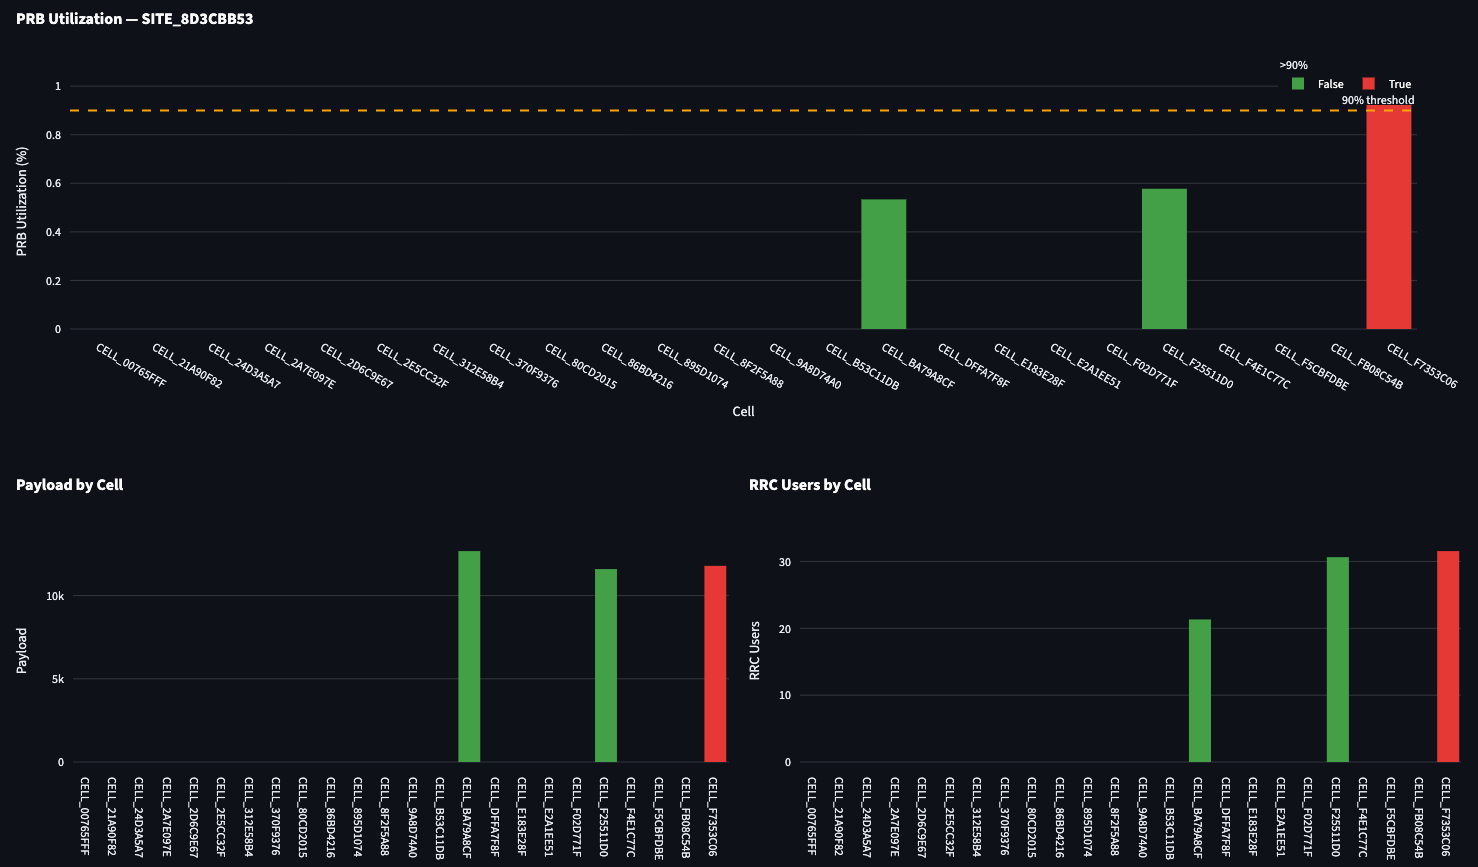 PRB Utilization — SITE_8D3CBB53
>90%
False
True
90% threshold
PRB Utilization (%)
1
0.8
0.6
0.4
0.2
0
CELL_00765FFF
CELL_21A90F82
CELL_24D3A5A7
CELL_2A7E097E
CELL_2D6C9E67
CELL_2E5CC32F
CELL_312E58B4
CELL_370F9376
CELL_80CD2015
CELL_86BD4216
CELL_895D1074
CELL_8F2F5A88
CELL_9A8D74A0
CELL_B53C11DB
CELL_BA79A8CF
CELL_DFFA7F8F
CELL_E183E28F
CELL_E2A1EE51
CELL_F02D771F
CELL_F25511D0
CELL_F4E1C77C
CELL_F5CBFDBE
CELL_FB08C54B
CELL_F7353C06
Cell
Payload by Cell
Payload
10k
5k
0
CELL_00765FFF
CELL_21A90F82
CELL_24D3A5A7
CELL_2A7E097E
CELL_2D6C9E67
CELL_2E5CC32F
CELL_312E58B4
CELL_370F9376
CELL_80CD2015
CELL_86BD4216
CELL_895D1074
CELL_8F2F5A88
CELL_9A8D74A0
CELL_B53C11DB
CELL_BA79A8CF
CELL_DFFA7F8F
CELL_E183E28F
CELL_E2A1EE51
CELL_F02D771F
CELL_F25511D0
CELL_F4E1C77C
CELL_F5CBFDBE
CELL_FB08C54B
CELL_F7353C06
RRC Users by Cell
RRC Users
30
20
10
0
CELL_00765FFF
CELL_21A90F82
CELL_24D3A5A7
CELL_2A7E097E
CELL_2D6C9E67
CELL_2E5CC32F
CELL_312E58B4
CELL_370F9376
CELL_80CD2015
CELL_86BD4216
CELL_895D1074
CELL_8F2F5A88
CELL_9A8D74A0
CELL_B53C11DB
CELL_BA79A8CF
CELL_DFFA7F8F
CELL_E183E28F
CELL_E2A1EE51
CELL_F02D771F
CELL_F25511D0
CELL_F4E1C77C
CELL_F5CBFDBE
CELL_FB08C54B
CELL_F7353C06